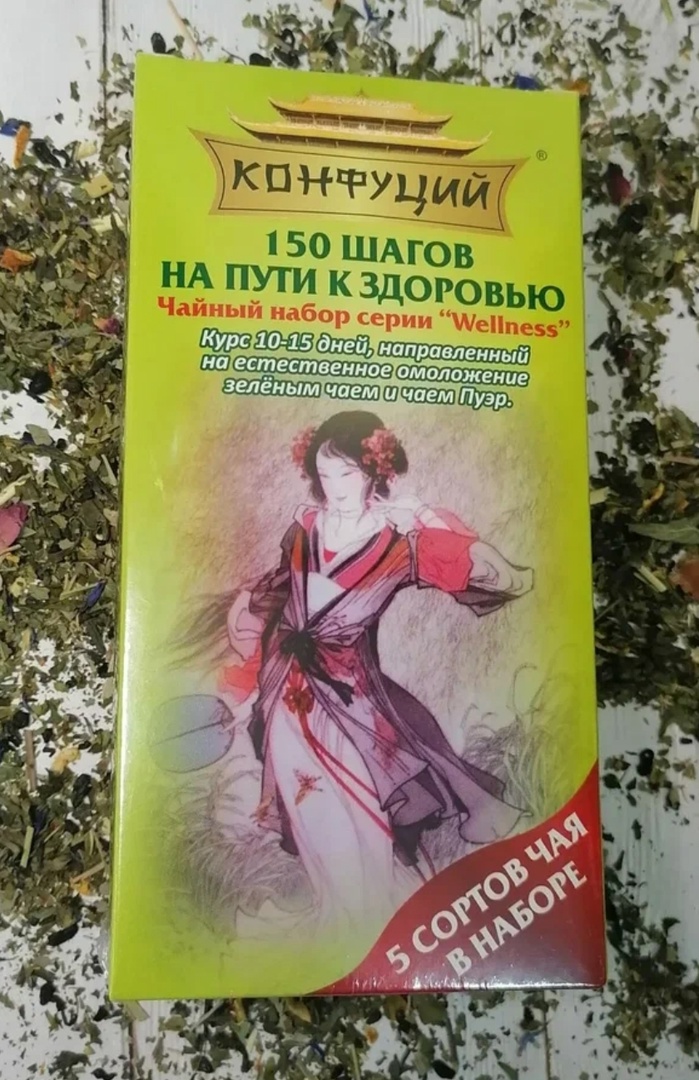 КОНФУЦИЙ
®
150 ШАГОВ
НА ПУТИ К ЗДОРОВЬЮ
Чайный набор серии “Wellness”
Курс 10-15 дней, направленный
на естественное омоложение
зелёным чаем и чаем Пуэр.
5 СОРТОВ ЧАЯ
В НАБОРЕ